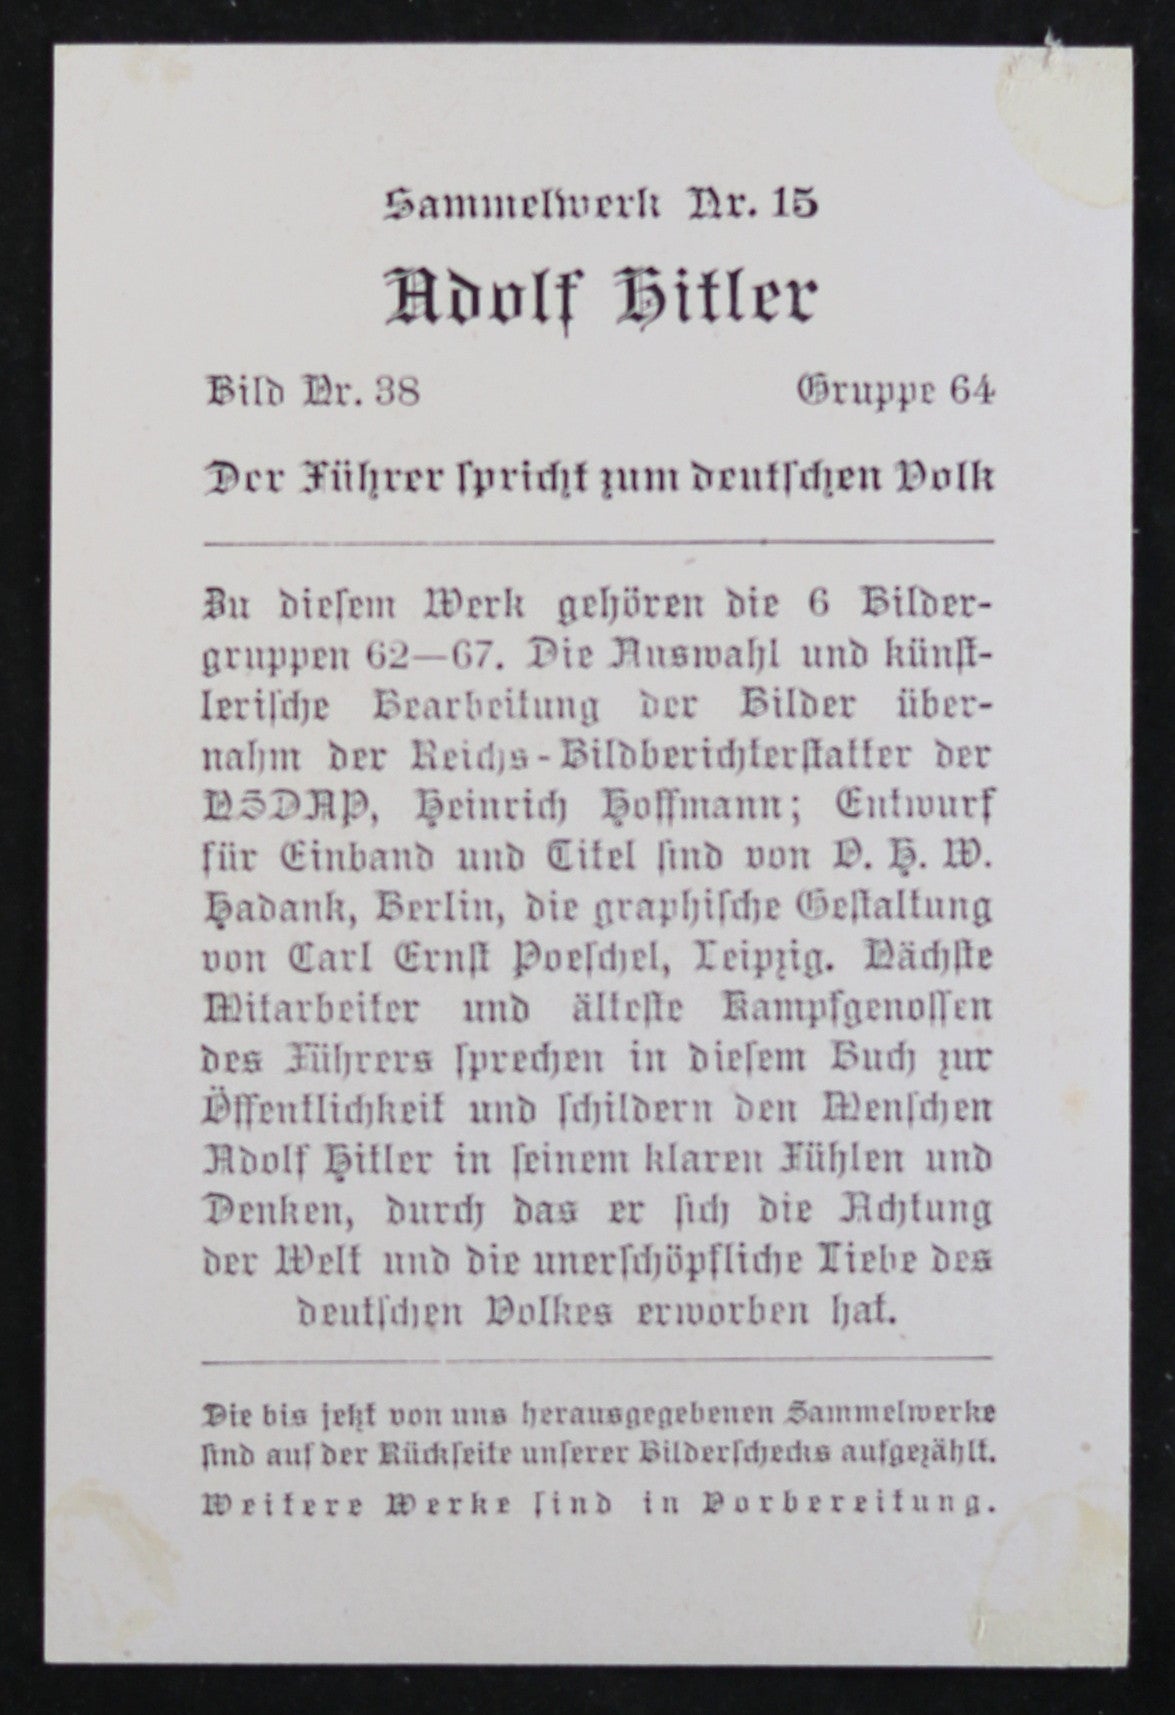 Sammelwerk Nr. 15
Adolf Hitler
Bild Nr. 38 Gruppe 64
Der Führer spricht zum deutschen Volk
Zu diesem Werk gehören die 6 Bilder-
gruppen 62—67. Die Auswahl und künst-
lerische Bearbeitung der Bilder über-
nahm der Reichs-Bildberichterstatter der
NSDAP, Heinrich Hoffmann; Entwurf
für Einband und Titel sind von O. H. W.
Hadank, Berlin, die graphische Gestaltung
von Carl Ernst Poeschel, Leipzig. Nächste
Mitarbeiter und älteste Kampfgenossen
des Führers sprechen in diesem Buch zur
Öffentlichkeit und schildern den Menschen
Adolf Hitler in seinem klaren Fühlen und
Denken, durch das er sich die Achtung
der Welt und die unerschöpfliche Liebe des
deutschen Volkes erworben hat.
Die bis jetzt von uns herausgegebenen Sammelwerke
sind auf der Rückseite unserer Bilderschecks aufgezählt.
Weitere Werke sind in Vorbereitung.